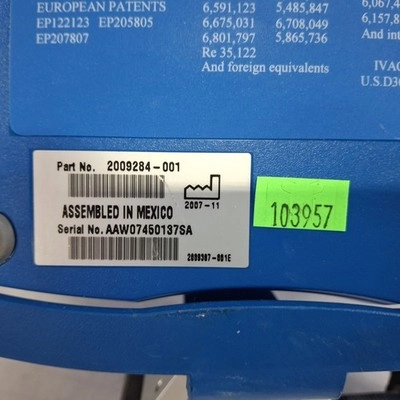 EUROPEAN PATENTS
EP122123 EP205805
EP207807
6,591,123 5,485,847
6,675,031 6,708,049
6,801,797 5,865,736
Re 35,122
And foreign equivalents
6,067,4
6,157,8
And int
IVAC
U.S.D3
Part No. 2009284-001
2007-11
ASSEMBLED IN MEXICO
Serial No. AAW07450137SA
103957